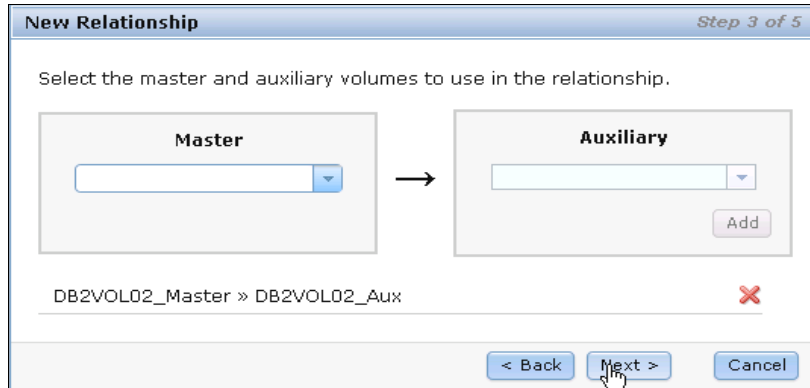 New Relationship Step 3 of 5
Select the master and auxiliary volumes to use in the relationship.
Master
→
Auxiliary
Add
DB2VOL02_Master » DB2VOL02_Aux
< Back Next > Cancel